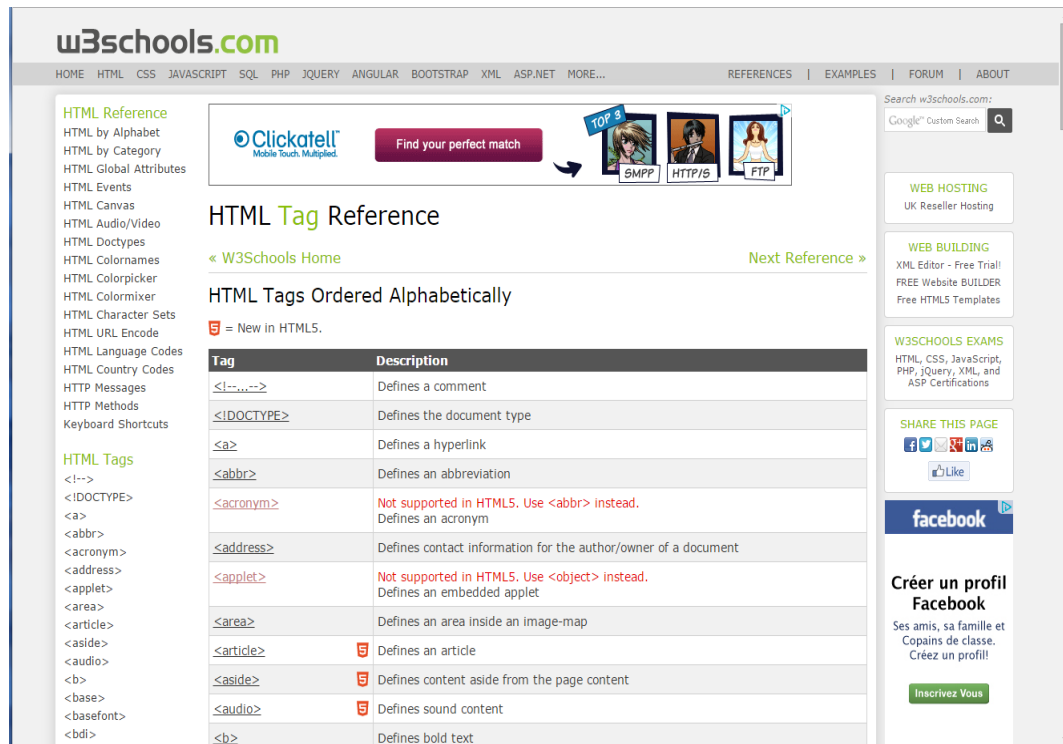 w3schools.com
HOME HTML CSS JAVASCRIPT SQL PHP JQUERY ANGULAR BOOTSTRAP XML ASP.NET MORE... REFERENCES | EXAMPLES | FORUM | ABOUT
HTML Reference
HTML by Alphabet
HTML by Category
HTML Global Attributes
HTML Events
HTML Canvas
HTML Audio/Video
HTML Doctypes
HTML Colornames
HTML Colorpicker
HTML Colormixer
HTML Character Sets
HTML URL Encode
HTML Language Codes
HTML Country Codes
HTTP Messages
HTTP Methods
Keyboard Shortcuts
HTML Tags
<!-->
<!DOCTYPE>
<a>
<abbr>
<acronym>
<address>
<applet>
<area>
<article>
<aside>
<audio>
<b>
<base>
<basefont>
<bdi>
Clickatell™
Mobile Touch. Multiplied.
Find your perfect match
TOP 3
SMPP
HTTP/S
FTP
HTML Tag Reference
« W3Schools Home
Next Reference »
HTML Tags Ordered Alphabetically
5 = New in HTML5.
Tag Description
<!--...--> Defines a comment
<!DOCTYPE> Defines the document type
<a> Defines a hyperlink
<abbr> Defines an abbreviation
<acronym> Not supported in HTML5. Use <abbr> instead.
Defines an acronym
<address> Defines contact information for the author/owner of a document
<applet> Not supported in HTML5. Use <object> instead.
Defines an embedded applet
<area> Defines an area inside an image-map
<article> 5 Defines an article
<aside> 5 Defines content aside from the page content
<audio> 5 Defines sound content
<b> Defines bold text
Search w3schools.com:
Google™ Custom Search
WEB HOSTING
UK Reseller Hosting
WEB BUILDING
XML Editor - Free Trial!
FREE Website BUILDER
Free HTML5 Templates
W3SCHOOLS EXAMS
HTML, CSS, JavaScript,
PHP, jQuery, XML, and
ASP Certifications
SHARE THIS PAGE
Like
facebook
Créer un profil
Facebook
Ses amis, sa famille et
Copains de classe.
Créez un profil!
Inscrivez Vous